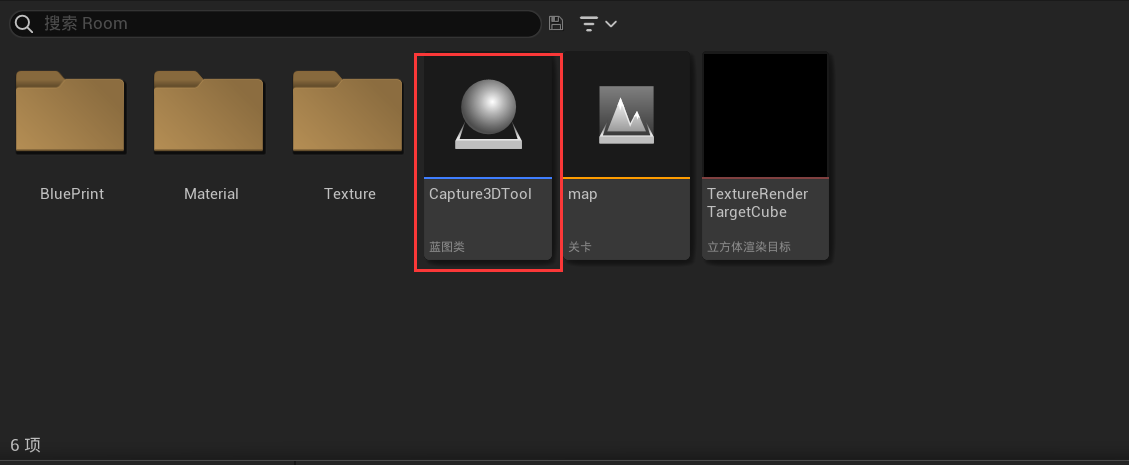 搜索 Room
BluePrint
Material
Texture
Capture3DTool
蓝图类
map
关卡
TextureRender
TargetCube
立方体渲染目标
6 项